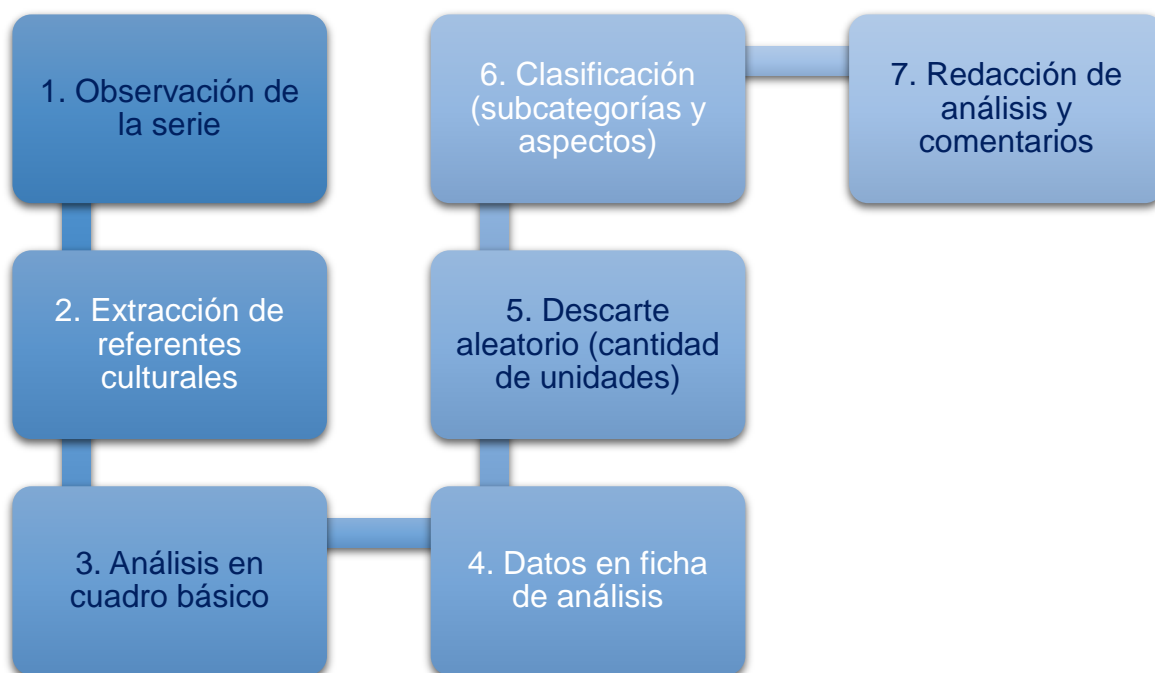 1. Observación de
la serie
2. Extracción de
referentes
culturales
3. Análisis en
cuadro básico
4. Datos en ficha
de análisis
5. Descarte
aleatorio (cantidad
de unidades)
6. Clasificación
(subcategorías y
aspectos)
7. Redacción de
análisis y
comentarios